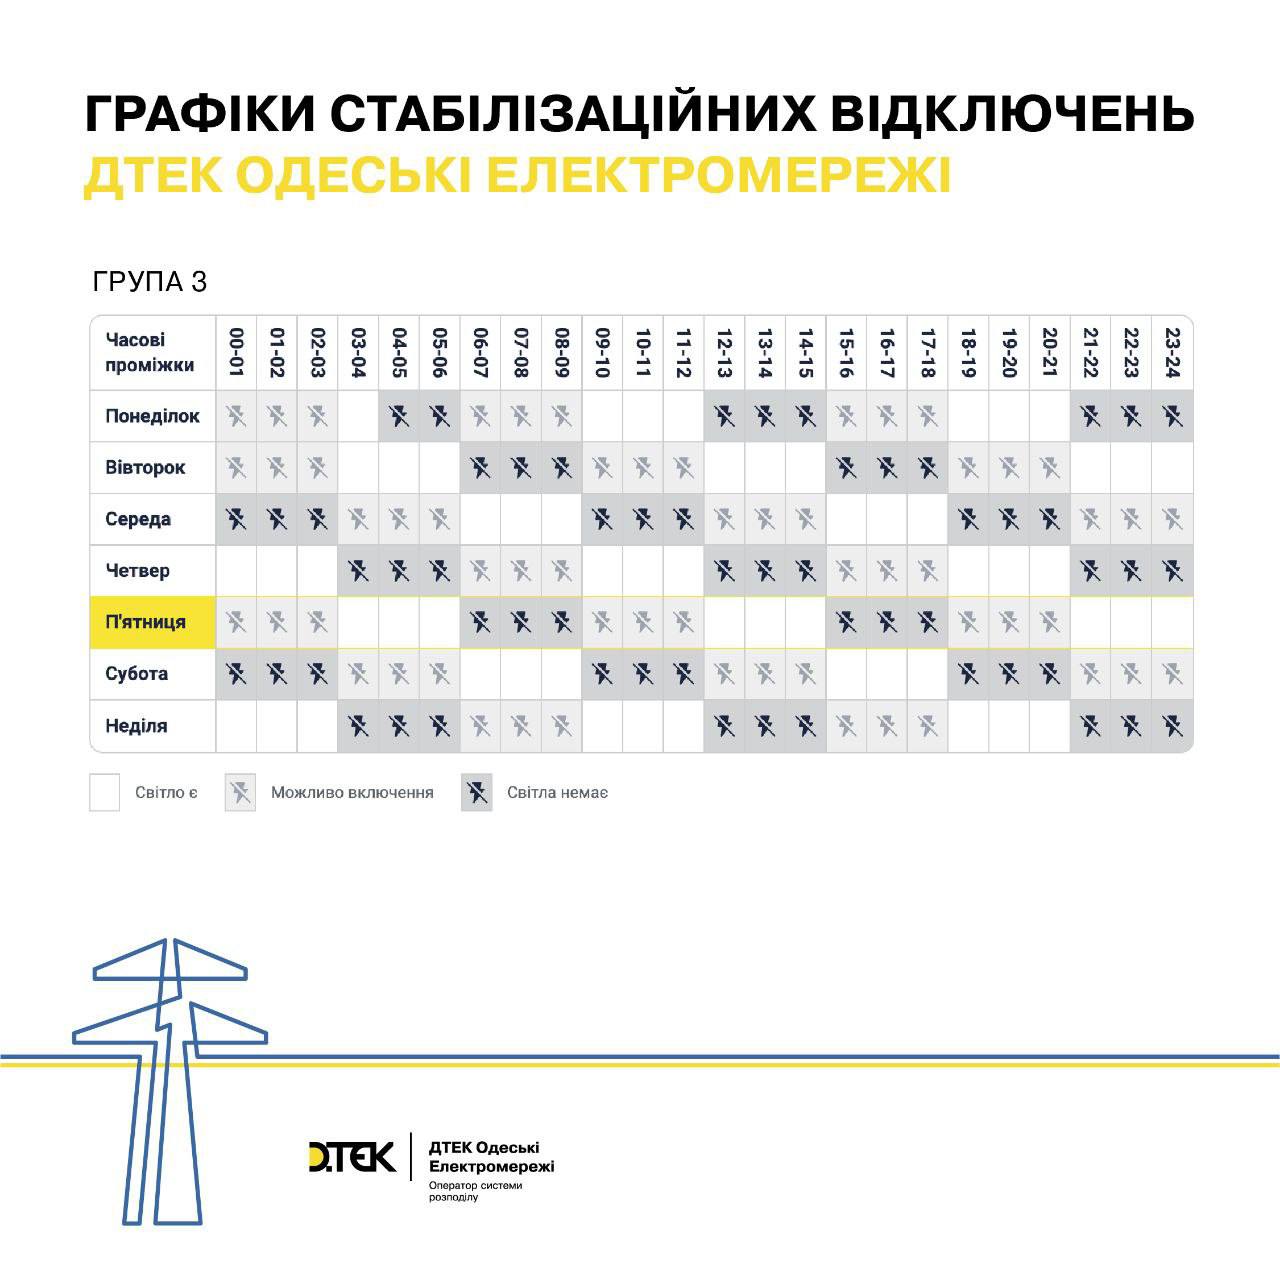 ГРАФІКИ СТАБІЛІЗАЦІЙНИХ ВІДКЛЮЧЕНЬ
ДТЕК ОДЕСЬКІ ЕЛЕКТРОМЕРЕЖІ
ГРУПА 3
Часові
проміжки
00-01 01-02 02-03 03-04 04-05 05-06 06-07 07-08 08-09 09-10 10-11 11-12 12-13 13-14 14-15 15-16 16-17 17-18 18-19 19-20 20-21 21-22 22-23 23-24
Понеділок
Вівторок
Середа
Четвер
П'ятниця
Субота
Неділя
Світло є Можливо включення Світла немає
ДТЕК
ДТЕК Одеські
Електромережі
Оператор системи
розподілу